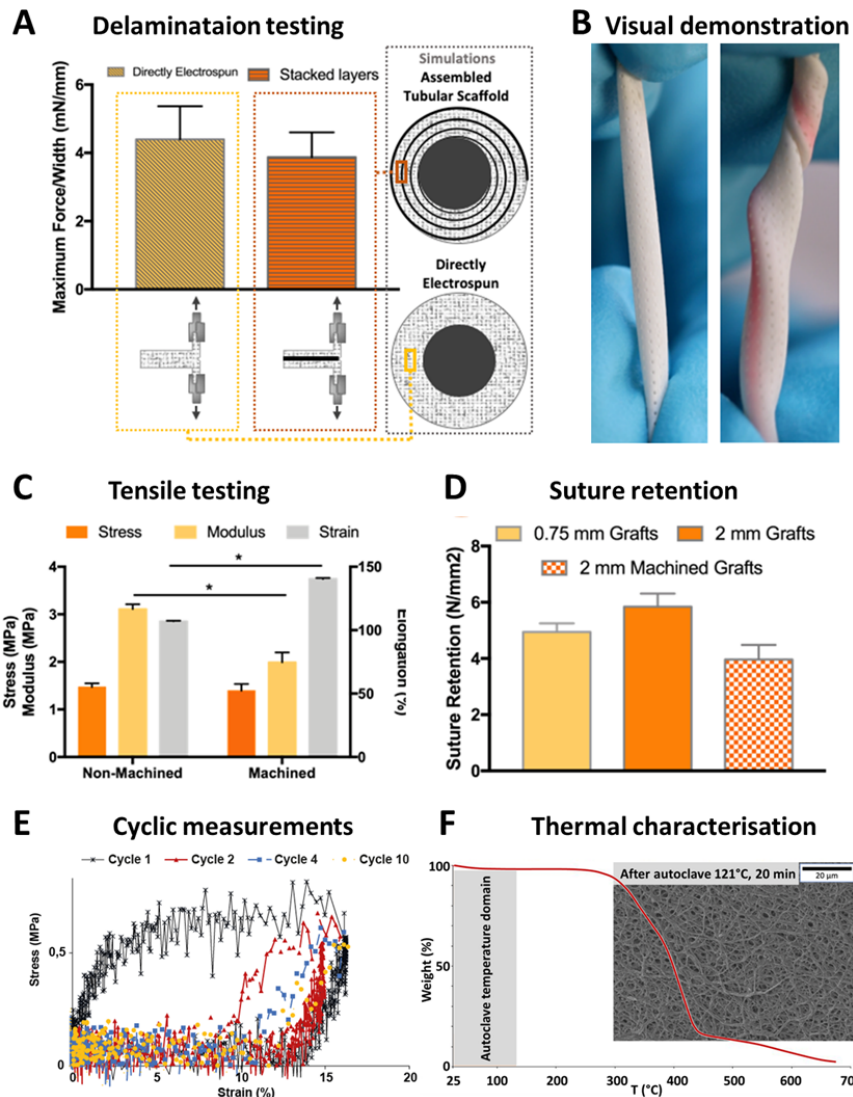 A Delaminataion testing
Directly Electrospun
Stacked layers
Maximum Force/Width (mN/mm)
6
4
2
0
Simulations
Assembled
Tubular Scaffold
Directly
Electrospun
B Visual demonstration
C Tensile testing
Stress
Modulus
Strain
Stress (MPa)
Modulus (MPa)
4
3
2
1
0
*
*
150
100
50
0
Elongation (%)
Non-Machined
Machined
D Suture retention
0.75 mm Grafts
2 mm Grafts
2 mm Machined Grafts
Suture Retention (N/mm2)
8
6
4
2
0
E Cyclic measurements
Cycle 1
Cycle 2
Cycle 4
Cycle 10
Stress (MPa)
0,5
0
0
5
10
15
20
Strain (%)
F Thermal characterisation
Weight (%)
100
50
0
Autoclave temperature domain
After autoclave 121°C, 20 min
20 µm
25
100
200
300
400
500
600
700
T (°C)